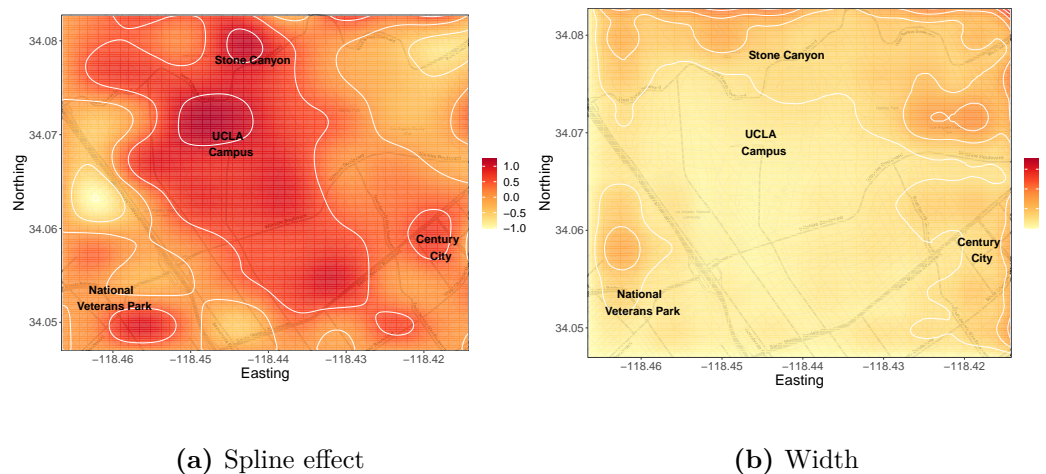 34.08
34.07
34.06
34.05
Northing
Stone Canyon
UCLA
Campus
Century
City
National
Veterans Park
−118.46
−118.45
−118.44
−118.43
−118.42
Easting
1.0
0.5
0.0
−0.5
−1.0
(a) Spline effect
34.08
34.07
34.06
34.05
Northing
Stone Canyon
UCLA
Campus
Century
City
National
Veterans Park
−118.46
−118.45
−118.44
−118.43
−118.42
Easting
(b) Width